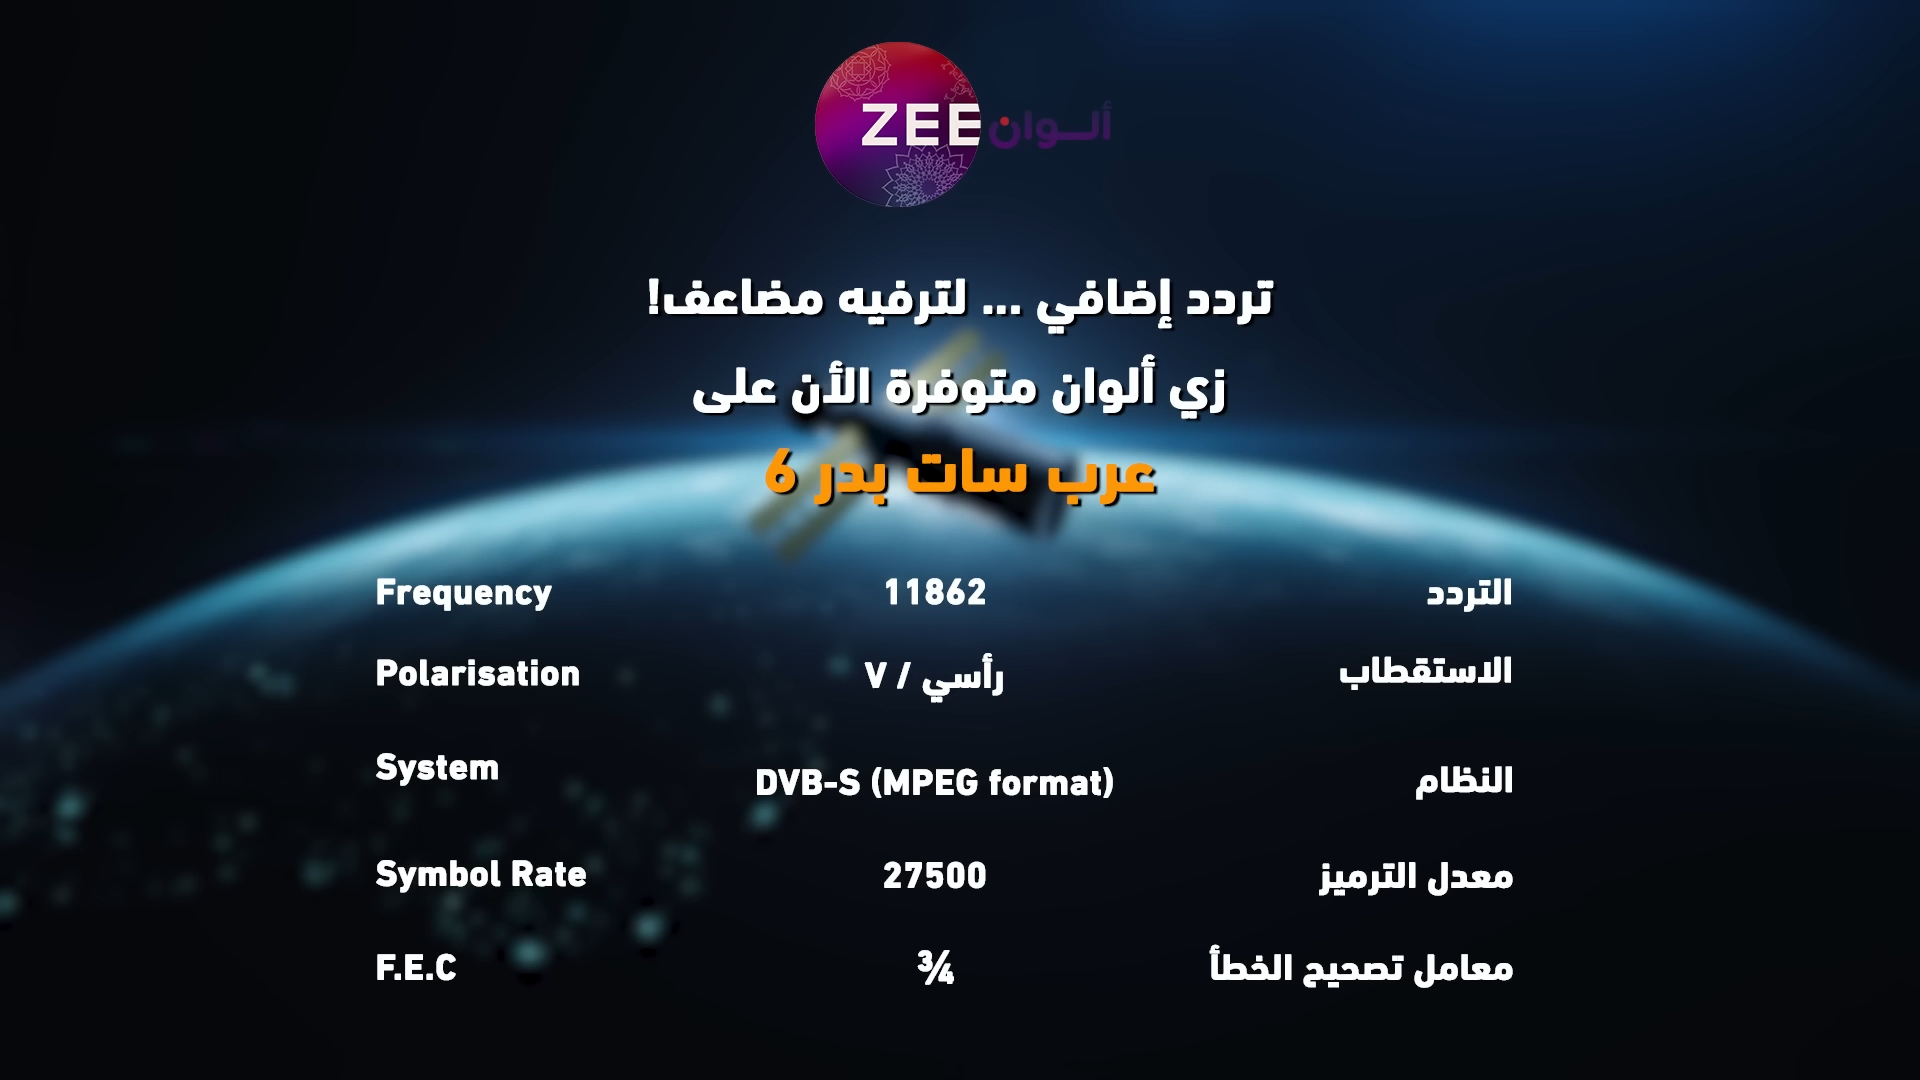 ZEE ألوان
تردد إضافي ... لترفيه مضاعف!
زي ألوان متوفرة الأن على
عرب سات بدر 6
Frequency 11862 التردد
Polarisation رأسي / V الاستقطاب
System DVB-S (MPEG format) النظام
Symbol Rate 27500 معدل الترميز
F.E.C ¾ معامل تصحيح الخطأ